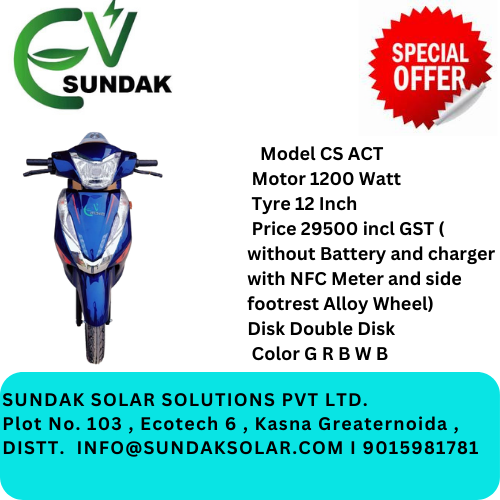 EV
SUNDAK
SPECIAL
OFFER
Model CS ACT
Motor 1200 Watt
Tyre 12 Inch
Price 29500 incl GST (
without Battery and charger
with NFC Meter and side
footrest Alloy Wheel)
Disk Double Disk
Color G R B W B
SUNDAK SOLAR SOLUTIONS PVT LTD.
Plot No. 103 , Ecotech 6 , Kasna Greaternoida ,
DISTT. INFO@SUNDAKSOLAR.COM I 9015981781